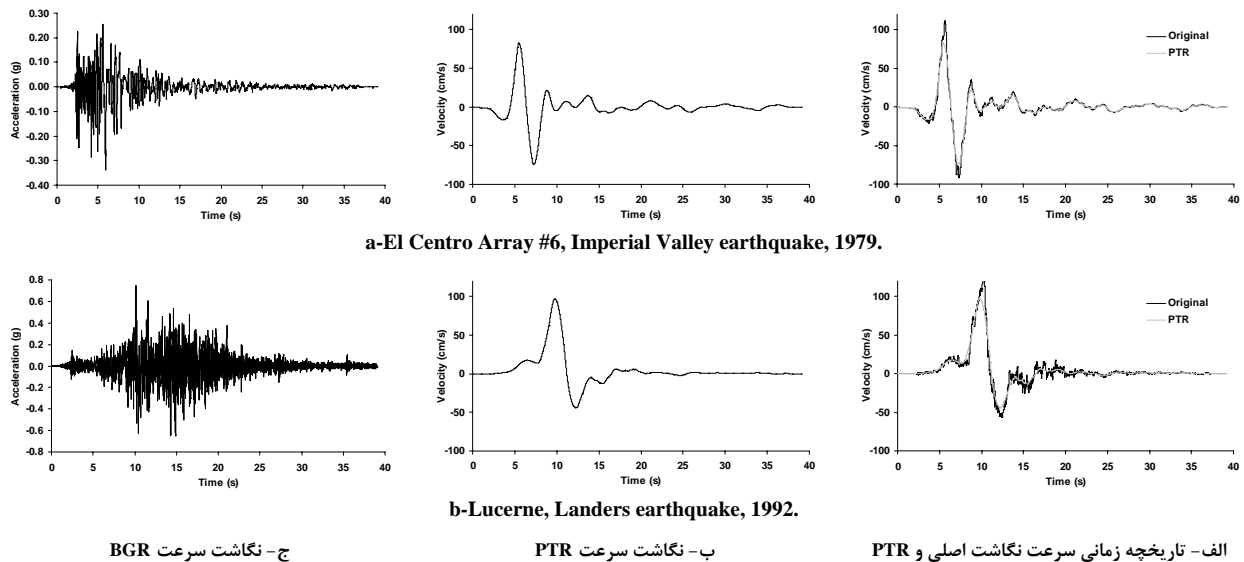 0.30
0.20
0.10
0.00
-0.10
-0.20
-0.30
-0.40
Acceleration (g)
0 5 10 15 20 25 30 35 40
Time (s)
100
50
0
-50
-100
Velocity (cm/s)
0 5 10 15 20 25 30 35 40
Time (s)
100
50
0
-50
-100
Velocity (cm/s)
Original
PTR
0 5 10 15 20 25 30 35 40
Time (s)
a-El Centro Array #6, Imperial Valley earthquake, 1979.
0.8
0.6
0.4
0.2
0.0
-0.2
-0.4
-0.6
-0.8
Acceleration (g)
0 5 10 15 20 25 30 35 40
Time (s)
100
50
0
-50
-100
Velocity (cm/s)
0 5 10 15 20 25 30 35 40
Time (s)
100
50
0
-50
-100
Velocity (cm/s)
Original
PTR
0 5 10 15 20 25 30 35 40
Time (s)
b-Lucerne, Landers earthquake, 1992.
الف- تاریخچه زمانی سرعت نگاشت اصلی و PTR
ب- نگاشت سرعت PTR
ج- نگاشت سرعت BGR